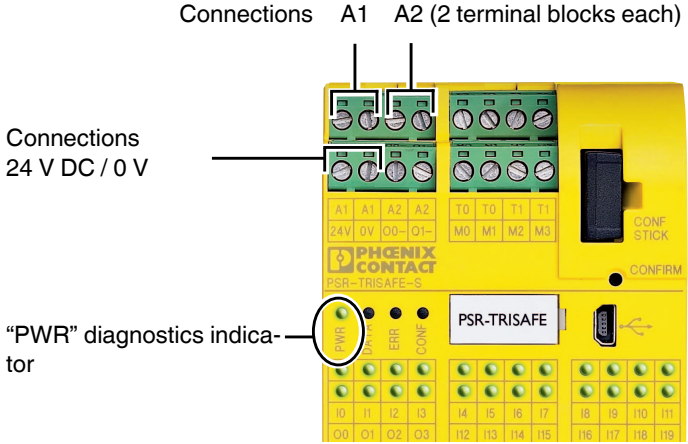 Connections A1 A2 (2 terminal blocks each)
Connections
24 V DC / 0 V
A1 A1 A2 A2 T0 T0 T1 T1
24V 0V O0- O1- M0 M1 M2 M3
CONF
STICK
PHOENIX
CONTACT
CONFIRM
PSR-TRISAFE-S
"PWR" diagnostics indica-
tor
PWR
DATA
ERR
CONF
PSR-TRISAFE
I0 I1 I2 I3 I4 I5 I6 I7 I8 I9 I10 I11
O0 O1 O2 O3 I12 I13 I14 I15 I16 I17 I18 I19